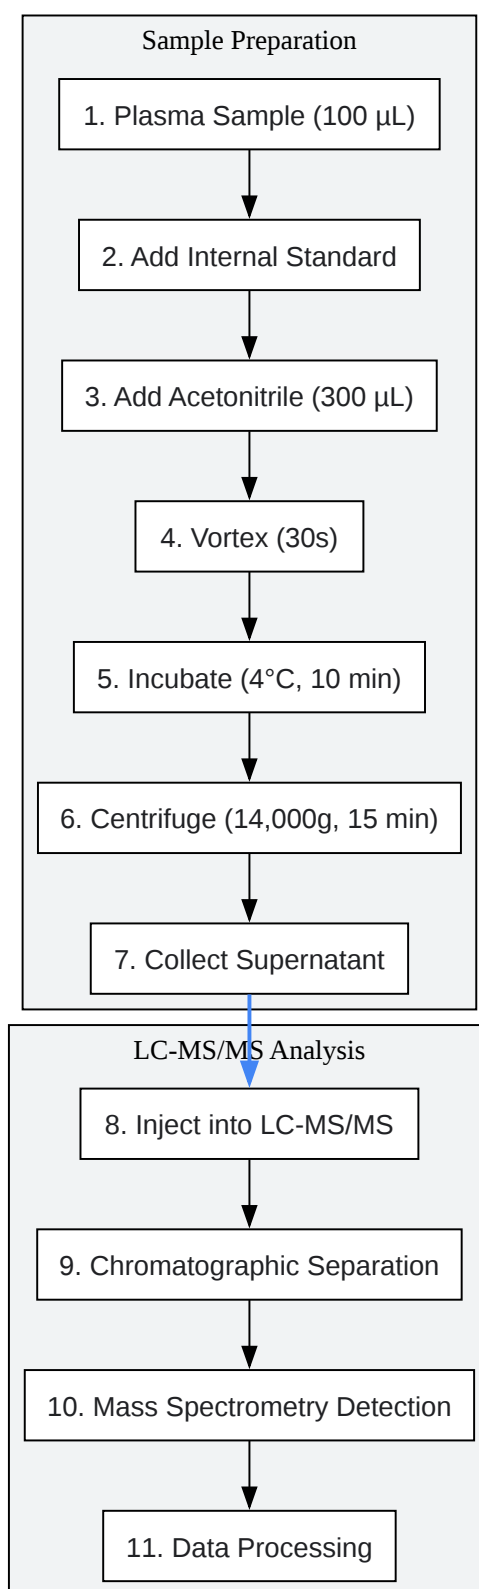 Sample Preparation
1. Plasma Sample (100 µL)
2. Add Internal Standard
3. Add Acetonitrile (300 µL)
4. Vortex (30s)
5. Incubate (4°C, 10 min)
6. Centrifuge (14,000g, 15 min)
7. Collect Supernatant
LC-MS/MS Analysis
8. Inject into LC-MS/MS
9. Chromatographic Separation
10. Mass Spectrometry Detection
11. Data Processing